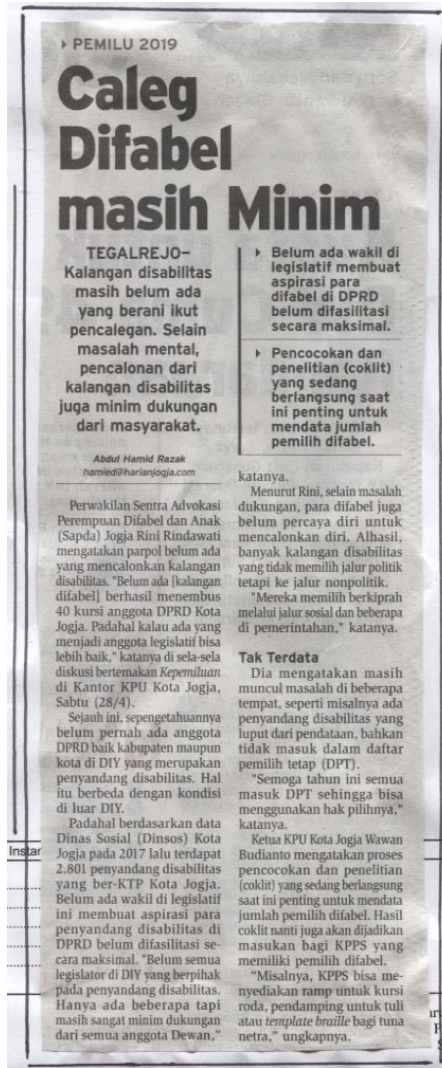 PEMILU 2019
Caleg
Difabel
masih Minim
TEGALREJO–
Kalangan disabilitas
masih belum ada
yang berani ikut
pencalegan. Selain
masalah mental,
pencalonan dari
kalangan disabilitas
juga minim dukungan
dari masyarakat.
Belum ada wakil di
legislatif membuat
aspirasi para
difabel di DPRD
belum difasilitasi
secara maksimal.
Pencocokan dan
penelitian (coklit)
yang sedang
berlangsung saat
ini penting untuk
mendata jumlah
pemilih difabel.
Abdul Hamid Razak
hamied@harianjogja.com
Perwakilan Sentra Advokasi
Perempuan Difabel dan Anak
(Sapda) Jogja Rini Rindawati
mengatakan parpol belum ada
yang mencalonkan kalangan
disabilitas. "Belum ada [kalangan
difabel] berhasil menembus
40 kursi anggota DPRD Kota
Jogja. Padahal kalau ada yang
menjadi anggota legislatif bisa
lebih baik," katanya di sela-sela
diskusi bertemakan Kepemiluan
di Kantor KPU Kota Jogja,
Sabtu (28/4).
Sejauh ini, sepengetahuannya
belum pernah ada anggota
DPRD baik kabupaten maupun
kota di DIY yang merupakan
penyandang disabilitas. Hal
itu berbeda dengan kondisi
di luar DIY.
Padahal berdasarkan data
Dinas Sosial (Dinsos) Kota
Jogja pada 2017 lalu terdapat
2.801 penyandang disabilitas
yang ber-KTP Kota Jogja.
Belum ada wakil di legislatif
ini membuat aspirasi para
penyandang disabilitas di
DPRD belum difasilitasi se-
cara maksimal. "Belum semua
legislator di DIY yang berpihak
pada penyandang disabilitas.
Hanya ada beberapa tapi
masih sangat minim dukungan
dari semua anggota Dewan,"
katanya.
Menurut Rini, selain masalah
dukungan, para difabel juga
belum percaya diri untuk
mencalonkan diri. Alhasil,
banyak kalangan disabilitas
yang tidak memilih jalur politik
tetapi ke jalur nonpolitik.
"Mereka memilih berkiprah
melalui jalur sosial dan beberapa
di pemerintahan," katanya.
Tak Terdata
Dia mengatakan masih
muncul masalah di beberapa
tempat, seperti misalnya ada
penyandang disabilitas yang
luput dari pendataan, bahkan
tidak masuk dalam daftar
pemilih tetap (DPT).
"Semoga tahun ini semua
masuk DPT sehingga bisa
menggunakan hak pilihnya,"
katanya.
Ketua KPU Kota Jogja Wawan
Budianto mengatakan proses
pencocokan dan penelitian
(coklit) yang sedang berlangsung
saat ini penting untuk mendata
jumlah pemilih difabel. Hasil
coklit nanti juga akan dijadikan
masukan bagi KPPS yang
memiliki pemilih difabel.
"Misalnya, KPPS bisa me-
nyediakan ramp untuk kursi
roda, pendamping untuk tuli
atau template braille bagi tuna
netra," ungkapnya.
Instar